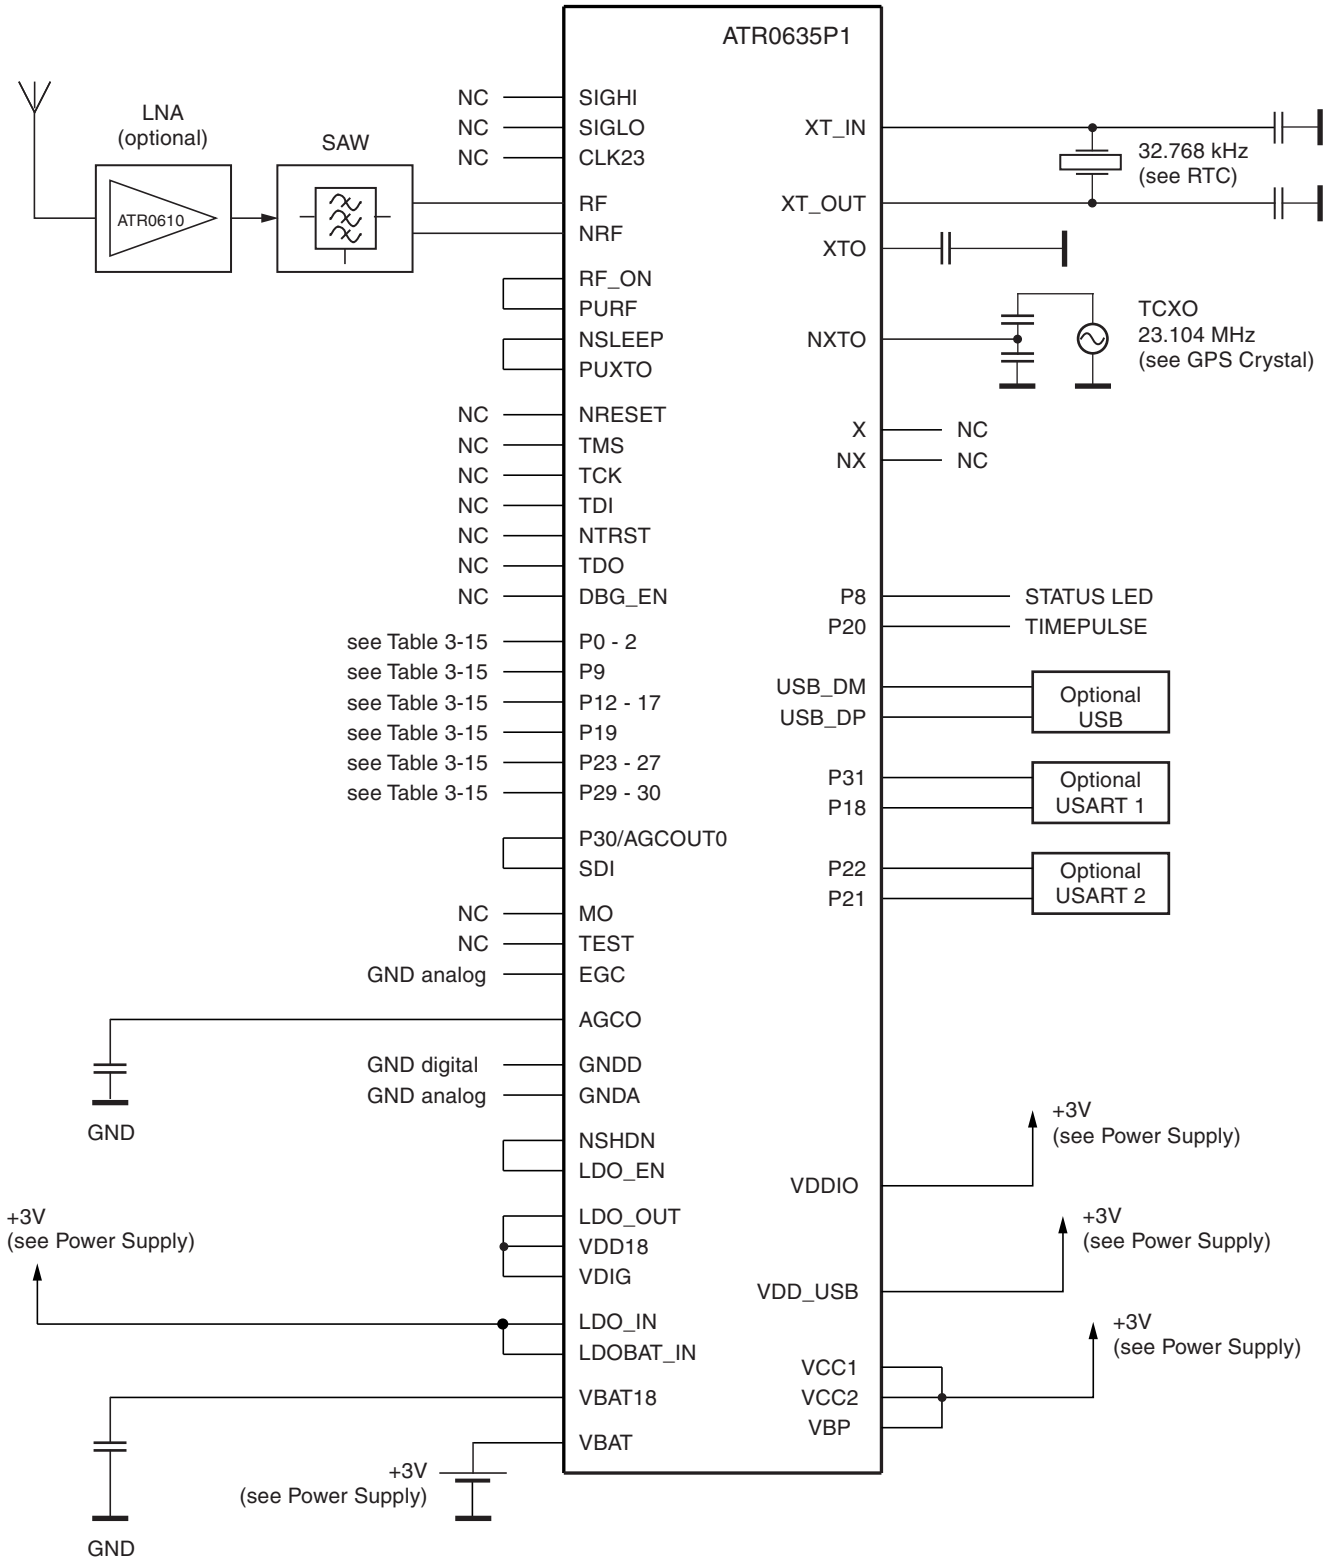 ATR0635P1
LNA
(optional)
ATR0610
SAW
NC SIGHI
NC SIGLO
NC CLK23
RF
NRF
RF_ON
PURF
NSLEEP
PUXTO
NC NRESET
NC TMS
NC TCK
NC TDI
NC NTRST
NC TDO
NC DBG_EN
see Table 3-15 P0 - 2
see Table 3-15 P9
see Table 3-15 P12 - 17
see Table 3-15 P19
see Table 3-15 P23 - 27
see Table 3-15 P29 - 30
P30/AGCOUT0
SDI
NC MO
NC TEST
GND analog EGC
AGCO
GND digital GNDD
GND analog GNDA
GND
NSHDN
LDO_EN
LDO_OUT
VDD18
VDIG
+3V
(see Power Supply)
LDO_IN
LDOBAT_IN
VBAT18
VBAT
+3V
(see Power Supply)
GND
XT_IN
32.768 kHz
(see RTC)
XT_OUT
XTO
NXTO
TCXO
23.104 MHz
(see GPS Crystal)
X NC
NX NC
P8 STATUS LED
P20 TIMEPULSE
USB_DM
USB_DP
Optional
USB
P31
P18
Optional
USART 1
P22
P21
Optional
USART 2
+3V
(see Power Supply)
VDDIO
+3V
(see Power Supply)
VDD_USB
+3V
(see Power Supply)
VCC1
VCC2
VBP